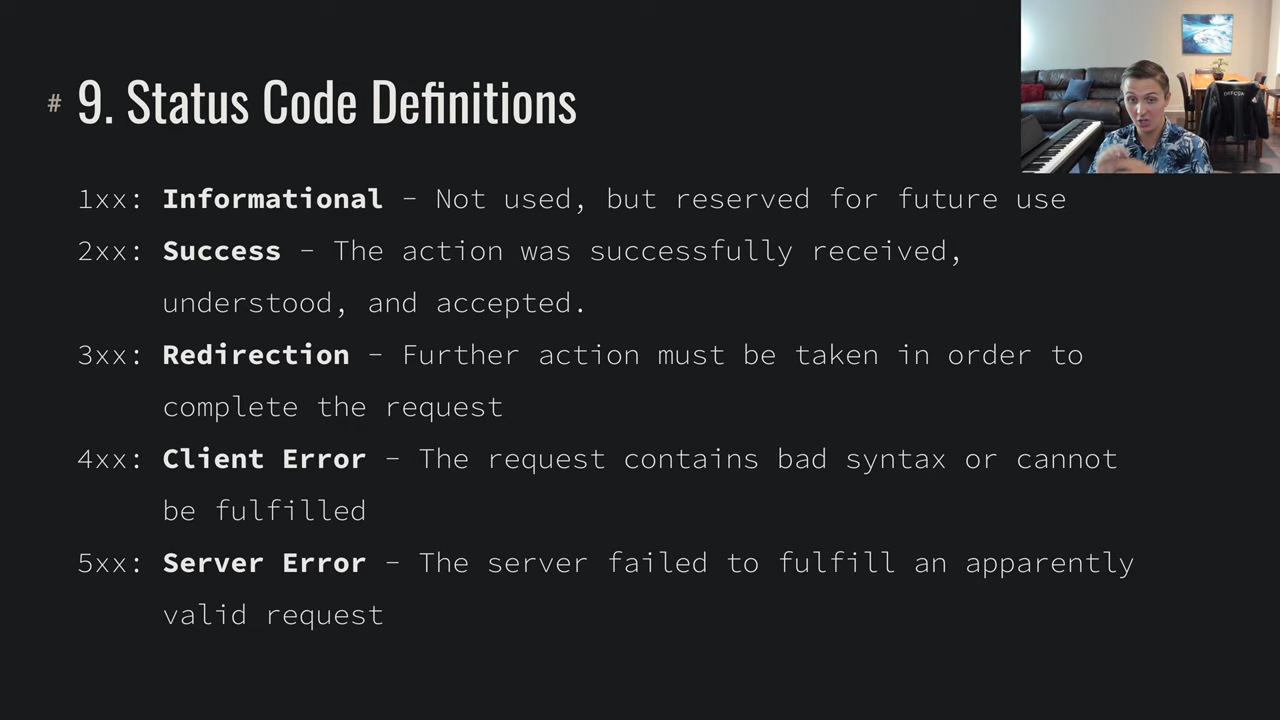 # 9. Status Code Definitions
1xx: Informational - Not used, but reserved for future use
2xx: Success - The action was successfully received,
understood, and accepted.
3xx: Redirection - Further action must be taken in order to
complete the request
4xx: Client Error - The request contains bad syntax or cannot
be fulfilled
5xx: Server Error - The server failed to fulfill an apparently
valid request
DEFCON